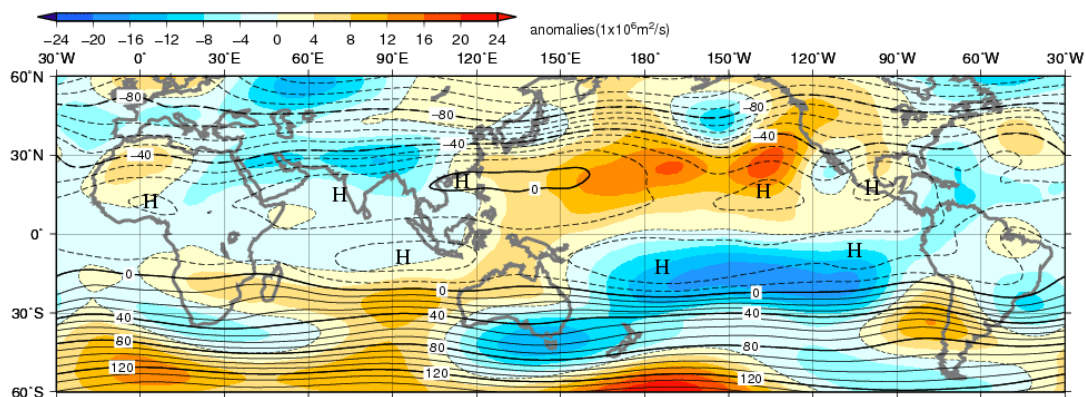 anomalies(1x10⁶m²/s)
−24 −20 −16 −12 −8 −4 0 4 8 12 16 20 24
30°W 0° 30°E 60°E 90°E 120°E 150°E 180° 150°W 120°W 90°W 60°W 30°W
60°N
−80 −80 −80
−40 −40 −40
30°N
H H H H H
0
0°
H H H H
0 0 0
30°S
40 40 40
80 80 80
120 120 120
60°S